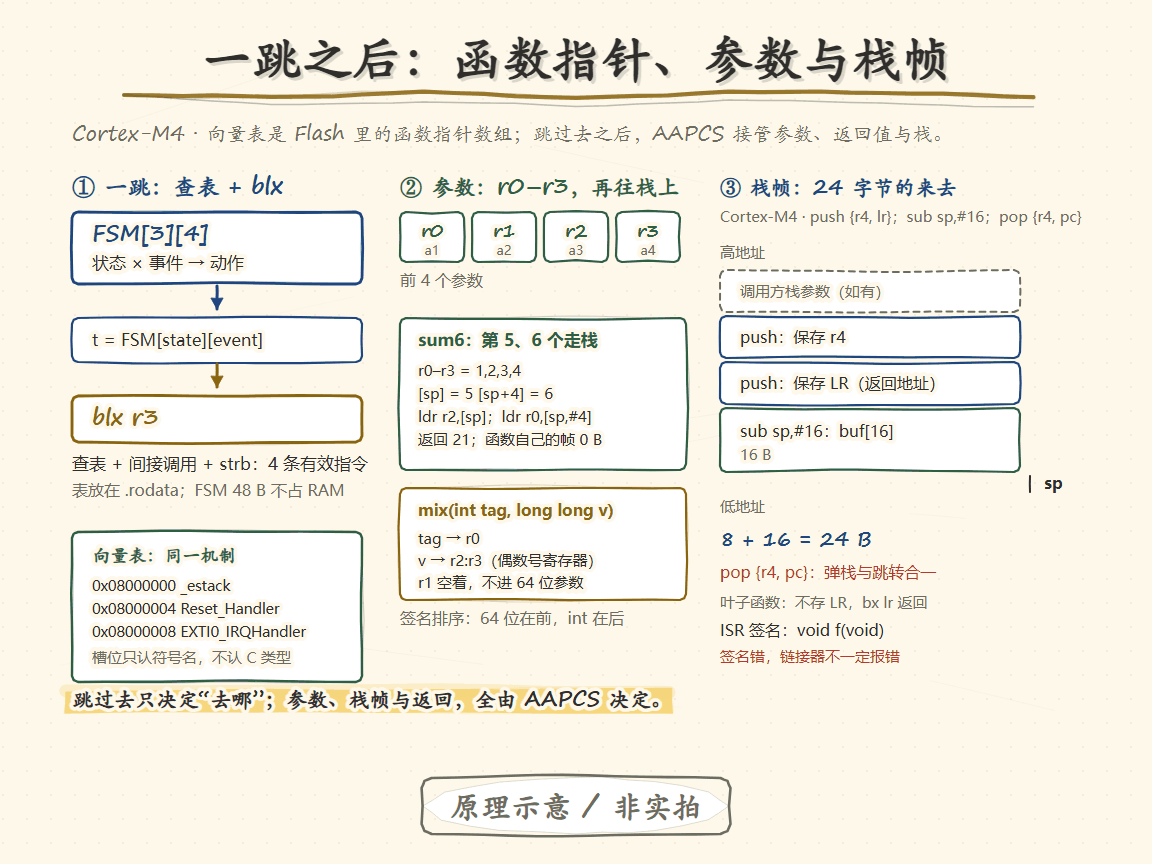 一跳之后：函数指针、参数与栈帧
Cortex-M4 · 向量表是 Flash 里的函数指针数组；跳过去之后，AAPCS 接管参数、返回值与栈。
① 一跳：查表 + blx
FSM[3][4]
状态 × 事件 → 动作
t = FSM[state][event]
blx r3
查表 + 间接调用 + strb：4 条有效指令
表放在 .rodata；FSM 48 B 不占 RAM
向量表：同一机制
0x08000000 _estack
0x08000004 Reset_Handler
0x08000008 EXTI0_IRQHandler
槽位只认符号名，不认 C 类型
② 参数：r0–r3，再往栈上
r0
a1
r1
a2
r2
a3
r3
a4
前 4 个参数
sum6：第 5、6 个走栈
r0–r3 = 1,2,3,4
[sp] = 5 [sp+4] = 6
ldr r2,[sp]；ldr r0,[sp,#4]
返回 21；函数自己的帧 0 B
mix(int tag, long long v)
tag → r0
v → r2:r3（偶数号寄存器）
r1 空着，不进 64 位参数
签名排序：64 位在前，int 在后
③ 栈帧：24 字节的来去
Cortex-M4 · push {r4, lr}；sub sp,#16；pop {r4, pc}
高地址
调用方栈参数（如有）
push：保存 r4
push：保存 LR（返回地址）
sub sp,#16：buf[16]
16 B
sp
低地址
8 + 16 = 24 B
pop {r4, pc}：弹栈与跳转合一
叶子函数：不存 LR，bx lr 返回
ISR 签名：void f(void)
签名错，链接器不一定报错
跳过去只决定“去哪”；参数、栈帧与返回，全由 AAPCS 决定。
原理示意 / 非实拍